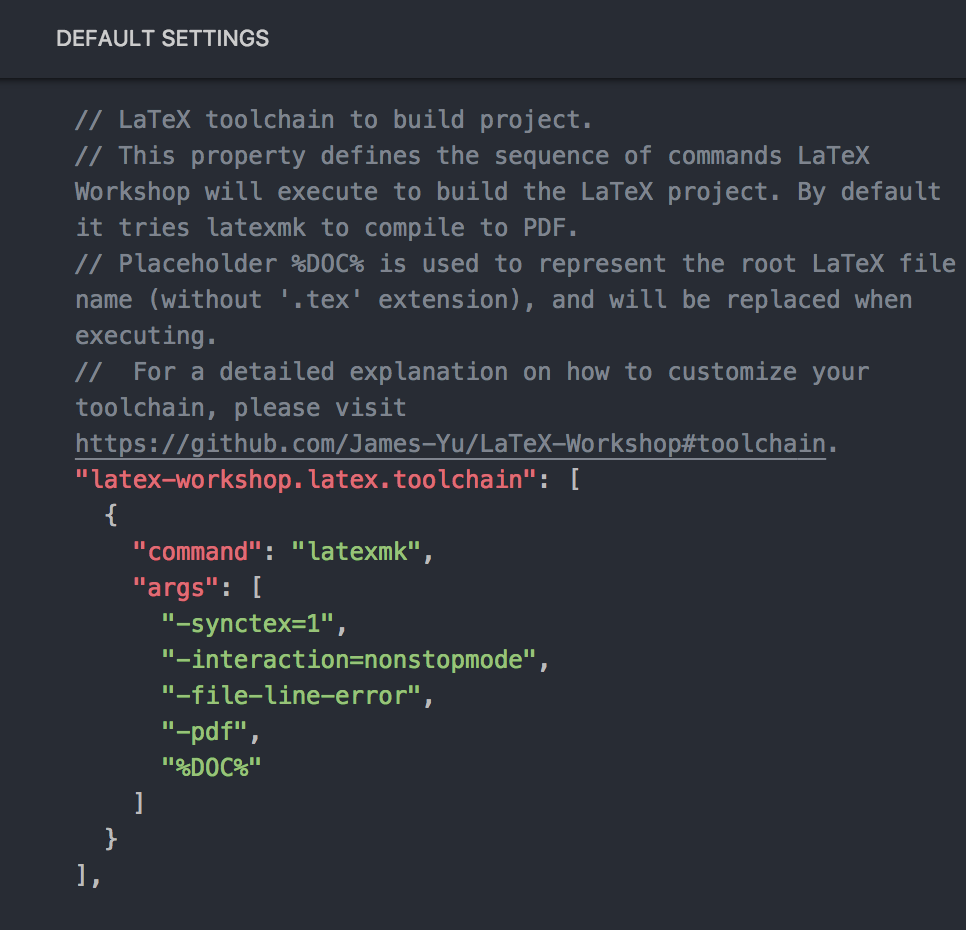 DEFAULT SETTINGS
// LaTeX toolchain to build project.
// This property defines the sequence of commands LaTeX
Workshop will execute to build the LaTeX project. By default
it tries latexmk to compile to PDF.
// Placeholder %DOC% is used to represent the root LaTeX file
name (without '.tex' extension), and will be replaced when
executing.
//  For a detailed explanation on how to customize your
toolchain, please visit
https://github.com/James-Yu/LaTeX-Workshop#toolchain.
"latex-workshop.latex.toolchain": [
  {
    "command": "latexmk",
    "args": [
      "-synctex=1",
      "-interaction=nonstopmode",
      "-file-line-error",
      "-pdf",
      "%DOC%"
    ]
  }
],